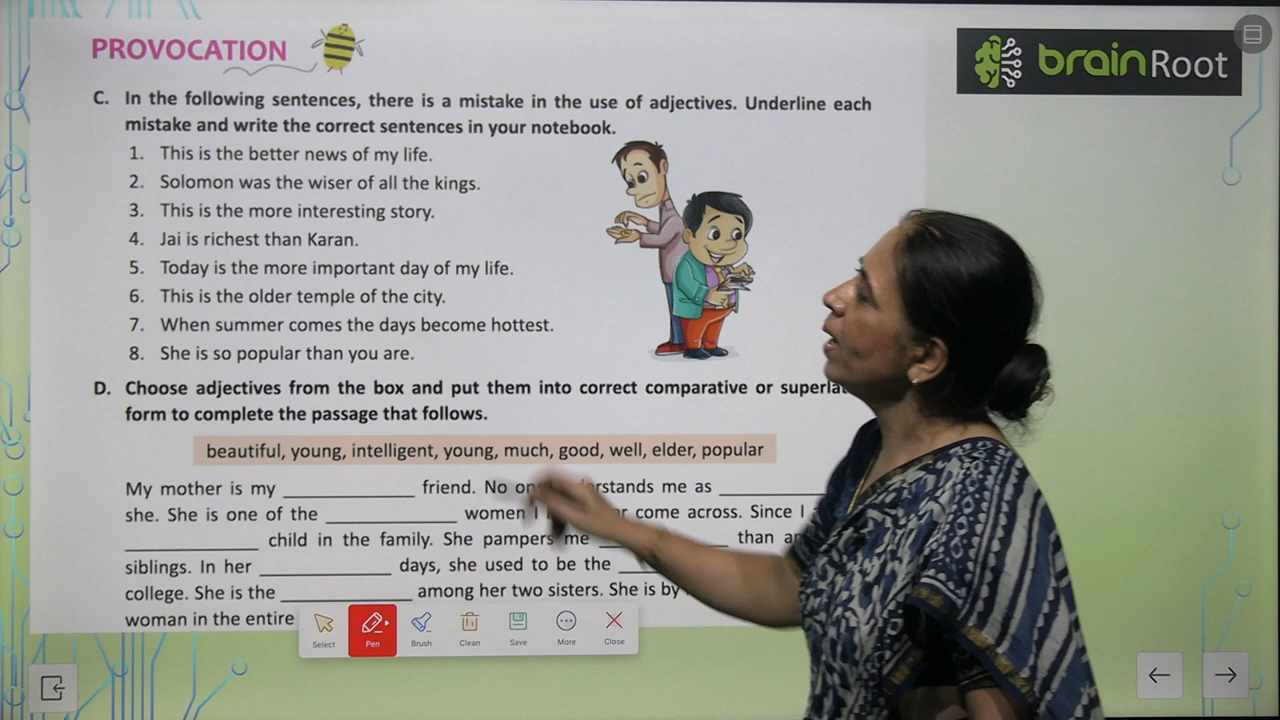 PROVOCATION
brainRoot
C. In the following sentences, there is a mistake in the use of adjectives. Underline each
mistake and write the correct sentences in your notebook.
1. This is the better news of my life.
2. Solomon was the wiser of all the kings.
3. This is the more interesting story.
4. Jai is richest than Karan.
5. Today is the more important day of my life.
6. This is the older temple of the city.
7. When summer comes the days become hottest.
8. She is so popular than you are.
D. Choose adjectives from the box and put them into correct comparative or
form to complete the passage that follows.
beautiful, young, intelligent, young, much, good, well, elder, popular
My mother is my ____________ friend. No me as ____________
she. She is one of the ____________ women I come across. Since I
____________ child in the family. She pampers me ____________ than
siblings. In her ____________ days, she used to be the ____________
college. She is the ____________ among her two sisters. She is by
woman in the entire
Select Pen Brush Clean Save More Close